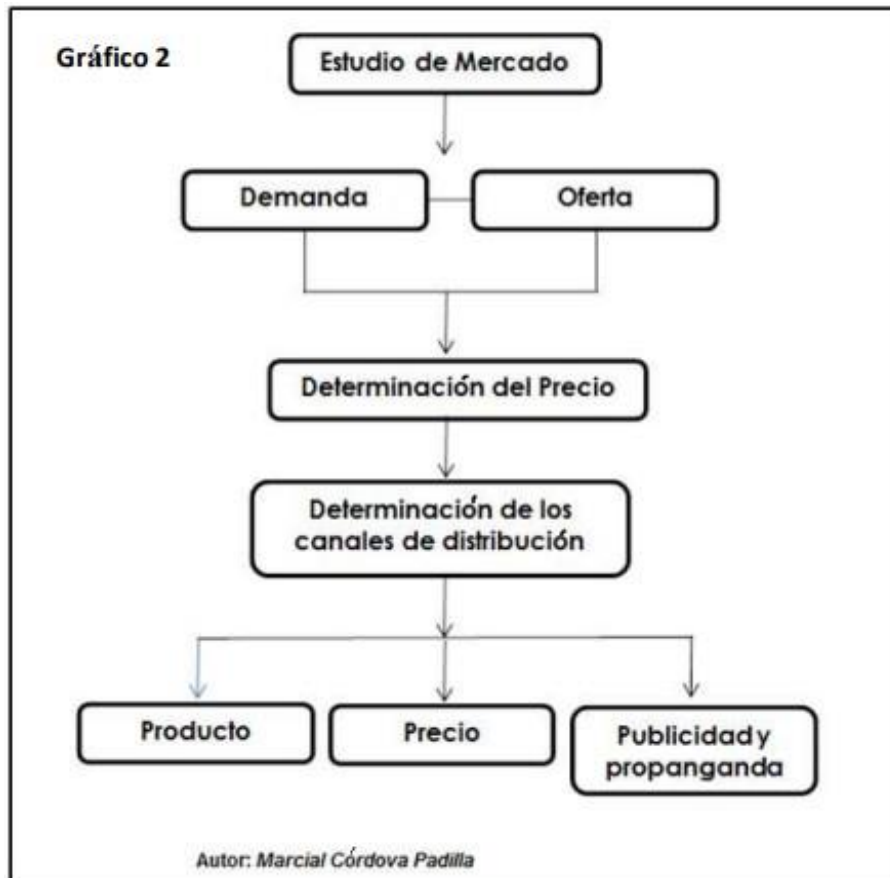 Gráfico 2
Estudio de Mercado
Demanda
Oferta
Determinación del Precio
Determinación de los
canales de distribución
Producto
Precio
Publicidad y
propanganda
Autor: Marcial Córdova Padilla